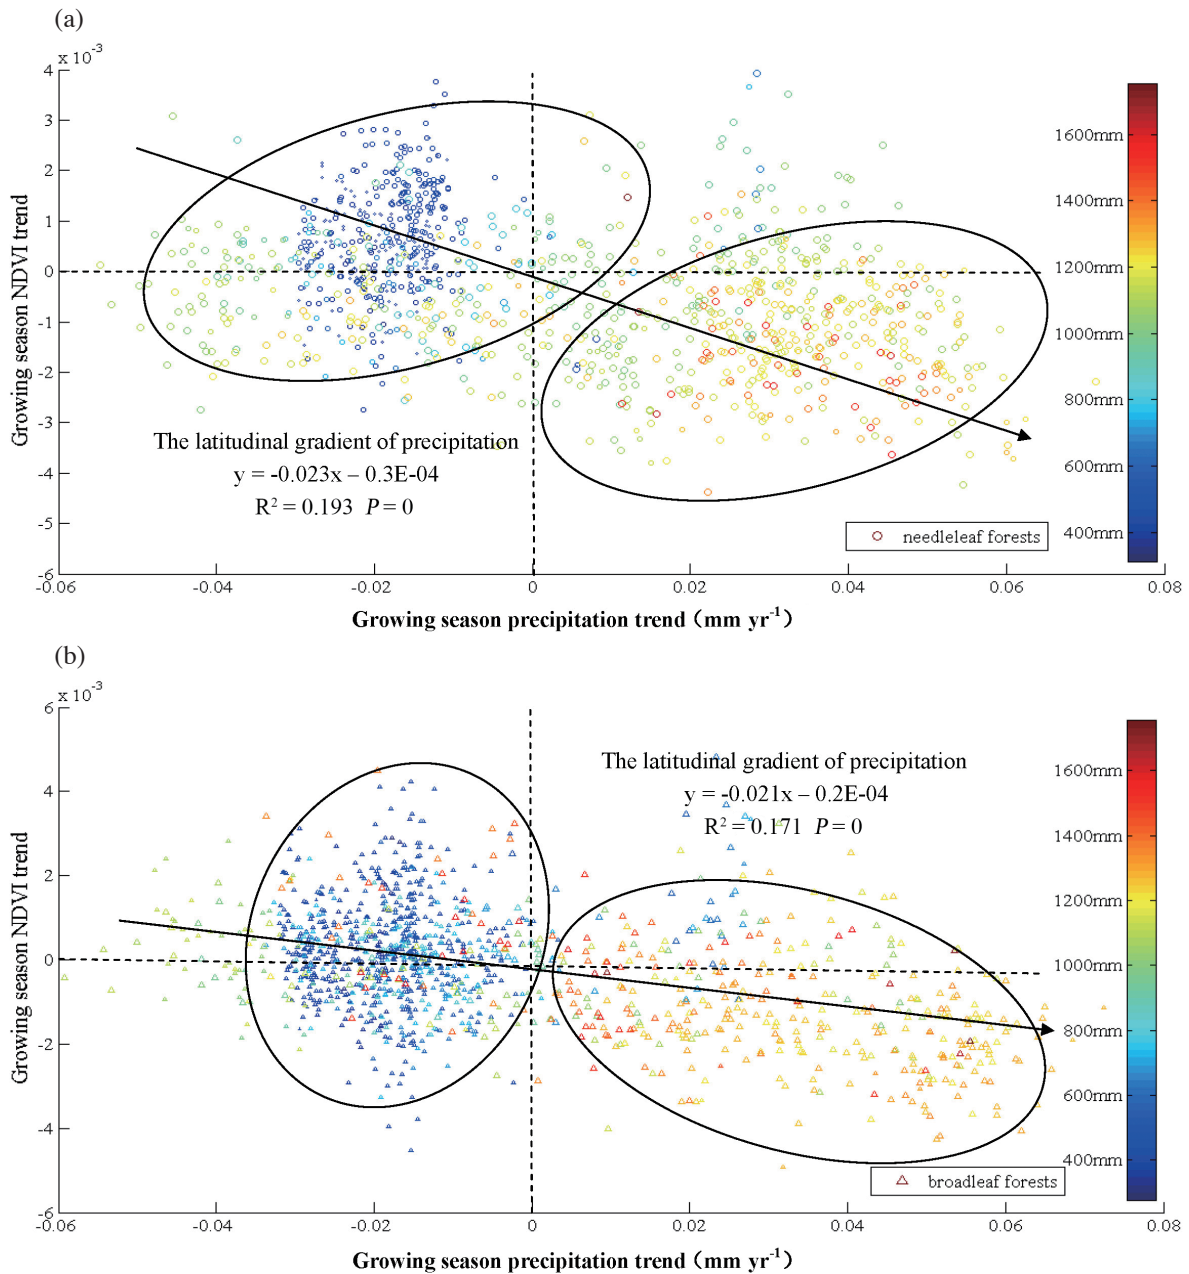 (a)
x 10⁻³
4
3
2
1
0
-1
-2
-3
-4
-5
-6
Growing season NDVI trend
The latitudinal gradient of precipitation
y = -0.023x – 0.3E-04
R² = 0.193 P = 0
needleleaf forests
1600mm
1400mm
1200mm
1000mm
800mm
600mm
400mm
-0.06 -0.04 -0.02 0 0.02 0.04 0.06 0.08
Growing season precipitation trend（mm yr⁻¹）
(b)
x 10⁻³
6
4
2
0
-2
-4
-6
Growing season NDVI trend
The latitudinal gradient of precipitation
y = -0.021x – 0.2E-04
R² = 0.171 P = 0
broadleaf forests
1600mm
1400mm
1200mm
1000mm
800mm
600mm
400mm
-0.06 -0.04 -0.02 0 0.02 0.04 0.06 0.08
Growing season precipitation trend（mm yr⁻¹）